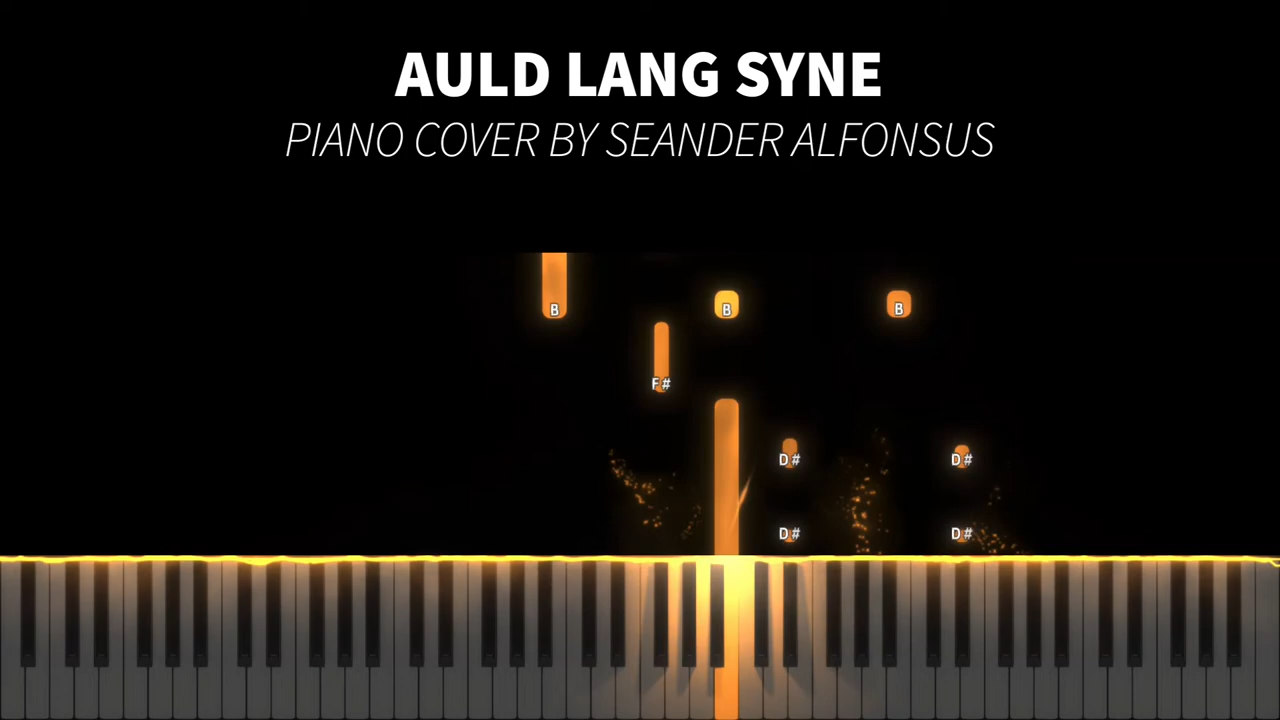 AULD LANG SYNE
PIANO COVER BY SEANDER ALFONSUS
B B B
F#
D# D#
D# D#